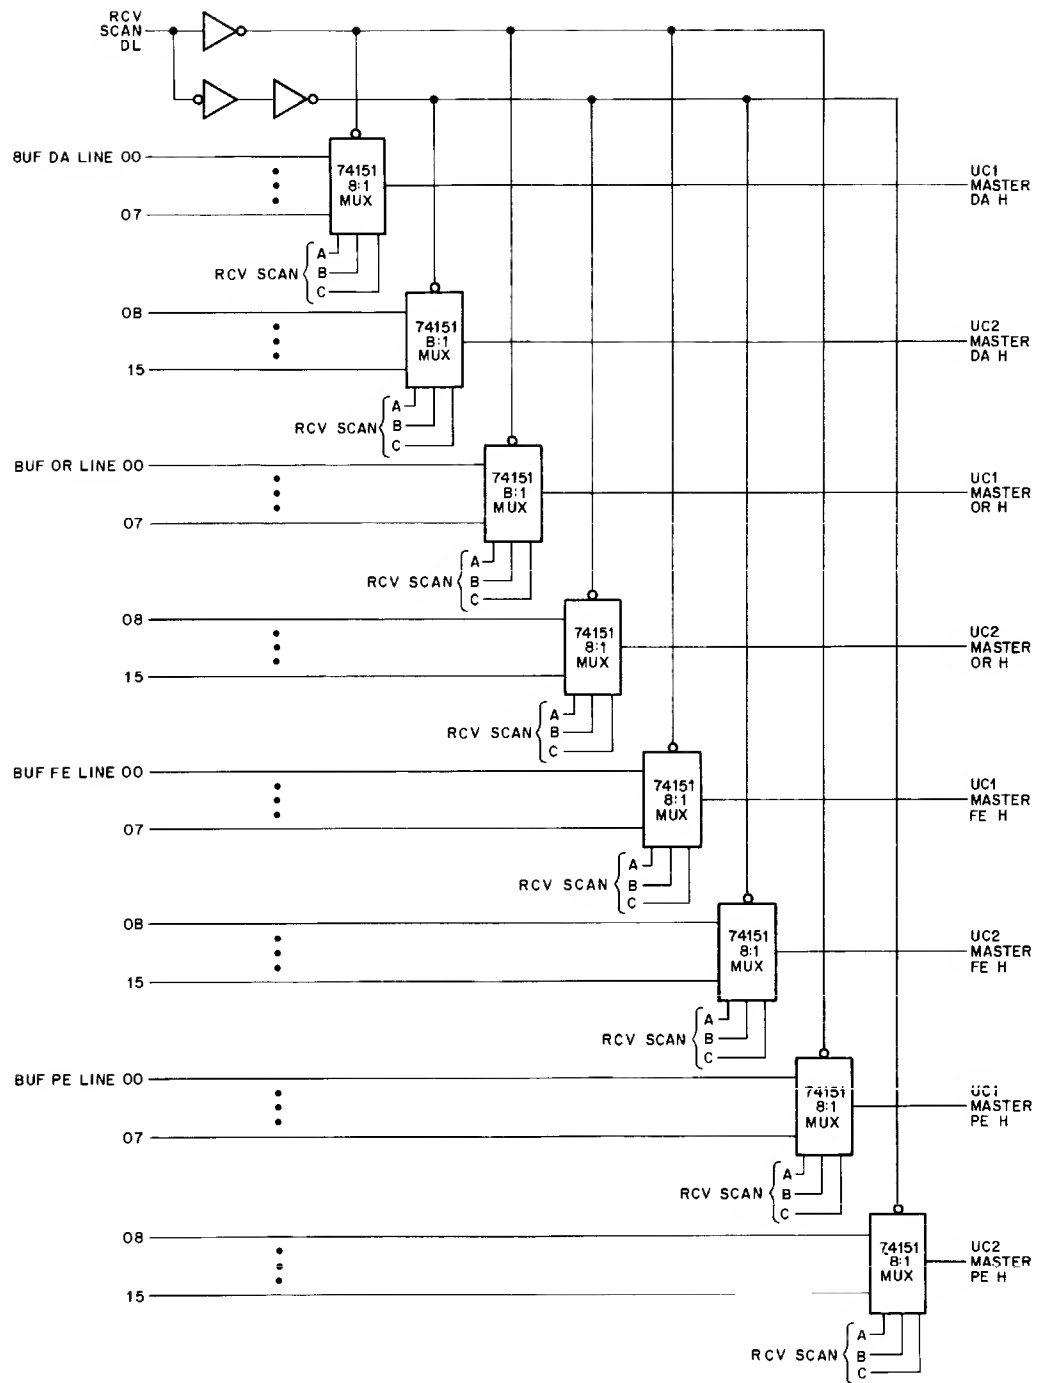 RCV
SCAN
DL
8UF DA LINE 00
74151
8:1
MUX
07
UC1
MASTER
DA H
RCV SCAN
A
B
C
0B
74151
B:1
MUX
15
UC2
MASTER
DA H
RCV SCAN
A
B
C
BUF OR LINE 00
74151
B:1
MUX
07
UC1
MASTER
OR H
RCV SCAN
A
B
C
08
74151
8:1
MUX
15
UC2
MASTER
OR H
RCV SCAN
A
B
C
BUF FE LINE 00
74151
8:1
MUX
07
UC1
MASTER
FE H
RCV SCAN
A
B
C
0B
74151
8:1
MUX
15
UC2
MASTER
FE H
RCV SCAN
A
B
C
BUF PE LINE 00
74151
8:1
MUX
07
UC1
MASTER
PE H
RCV SCAN
A
B
C
08
74151
8:1
MUX
15
UC2
MASTER
PE H
RCV SCAN
A
B
C